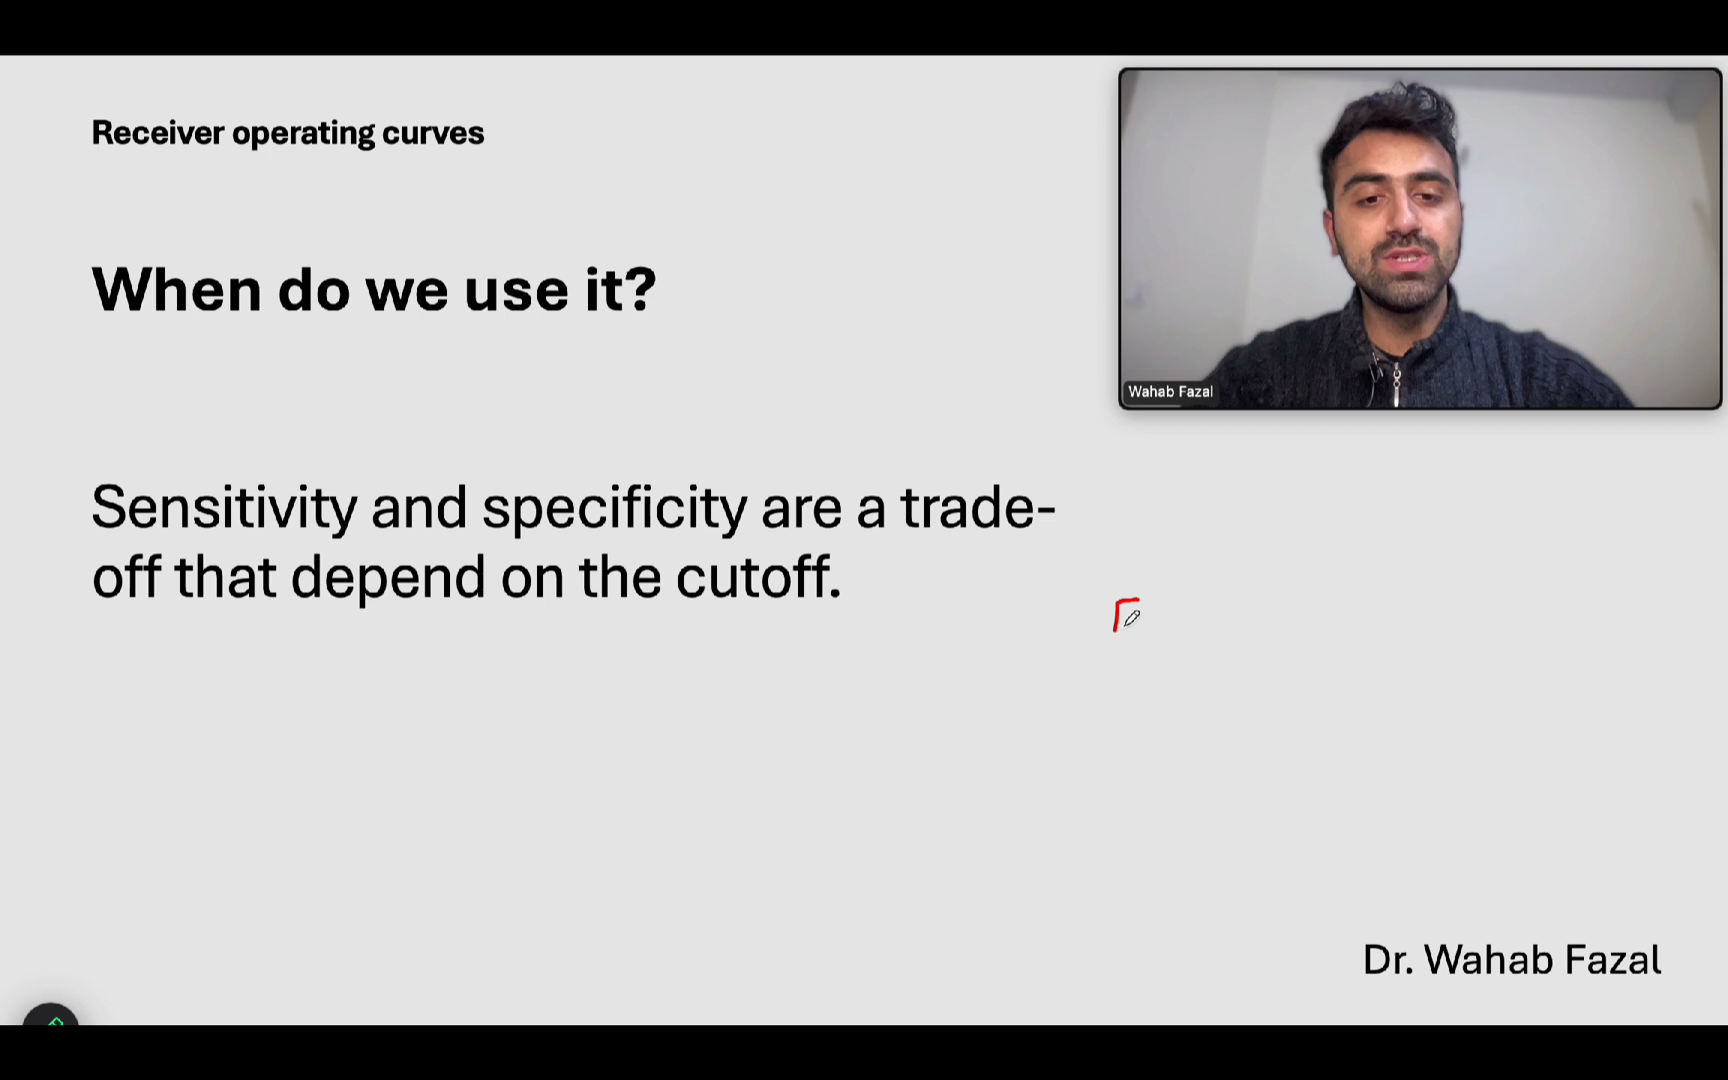 Receiver operating curves
When do we use it?
Wahab Fazal
Sensitivity and specificity are a trade-
off that depend on the cutoff.
Dr. Wahab Fazal